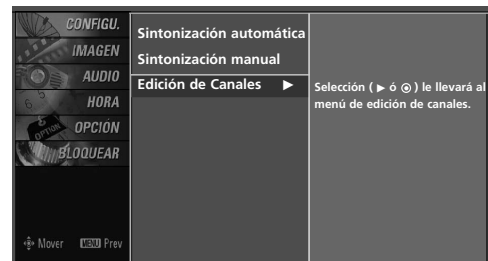 CONFIGU.
IMAGEN
AUDIO
HORA
OPCIÓN
BLOQUEAR
Mover MENU Prev
Sintonización automática
Sintonización manual
Edición de Canales ►
Selección ( ► ó ◉ ) le llevará al
menú de edición de canales.